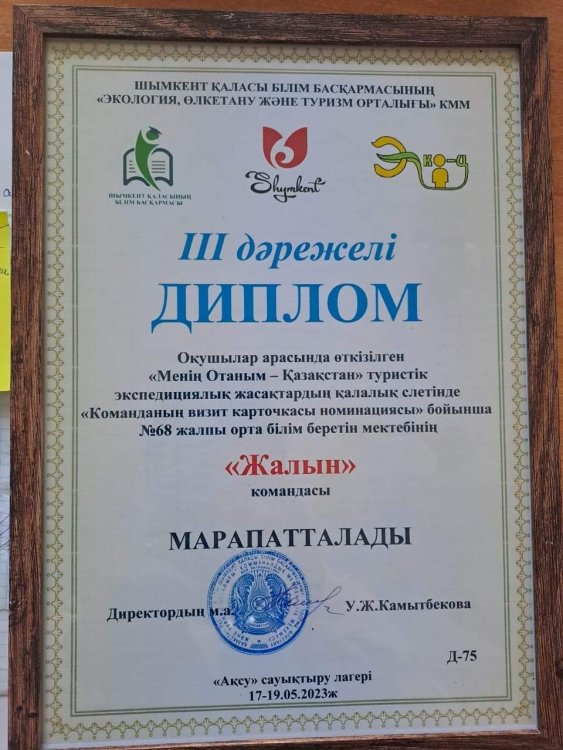 ШЫМКЕНТ ҚАЛАСЫ БІЛІМ БАСҚАРМАСЫНЫҢ
«ЭКОЛОГИЯ, ӨЛКЕТАНУ ЖӘНЕ ТУРИЗМ ОРТАЛЫҒЫ» КММ
ШЫМКЕНТ ҚАЛАСЫНЫҢ
БІЛІМ БАСҚАРМАСЫ
Shymkent
Эко-Ц
III дәрежелі
ДИПЛОМ
Оқушылар арасында өткізілген
«Менің Отаным – Қазақстан» туристік
экспедициялық жасақтардың қалалық слетінде
«Команданың визит карточкасы номинациясы» бойынша
№68 жалпы орта білім беретін мектебінің
«Жалын»
командасы
МАРАПАТТАЛАДЫ
Директордың м.а. У.Ж.Камытбекова
Д-75
«Ақсу» сауықтыру лагері
17-19.05.2023ж